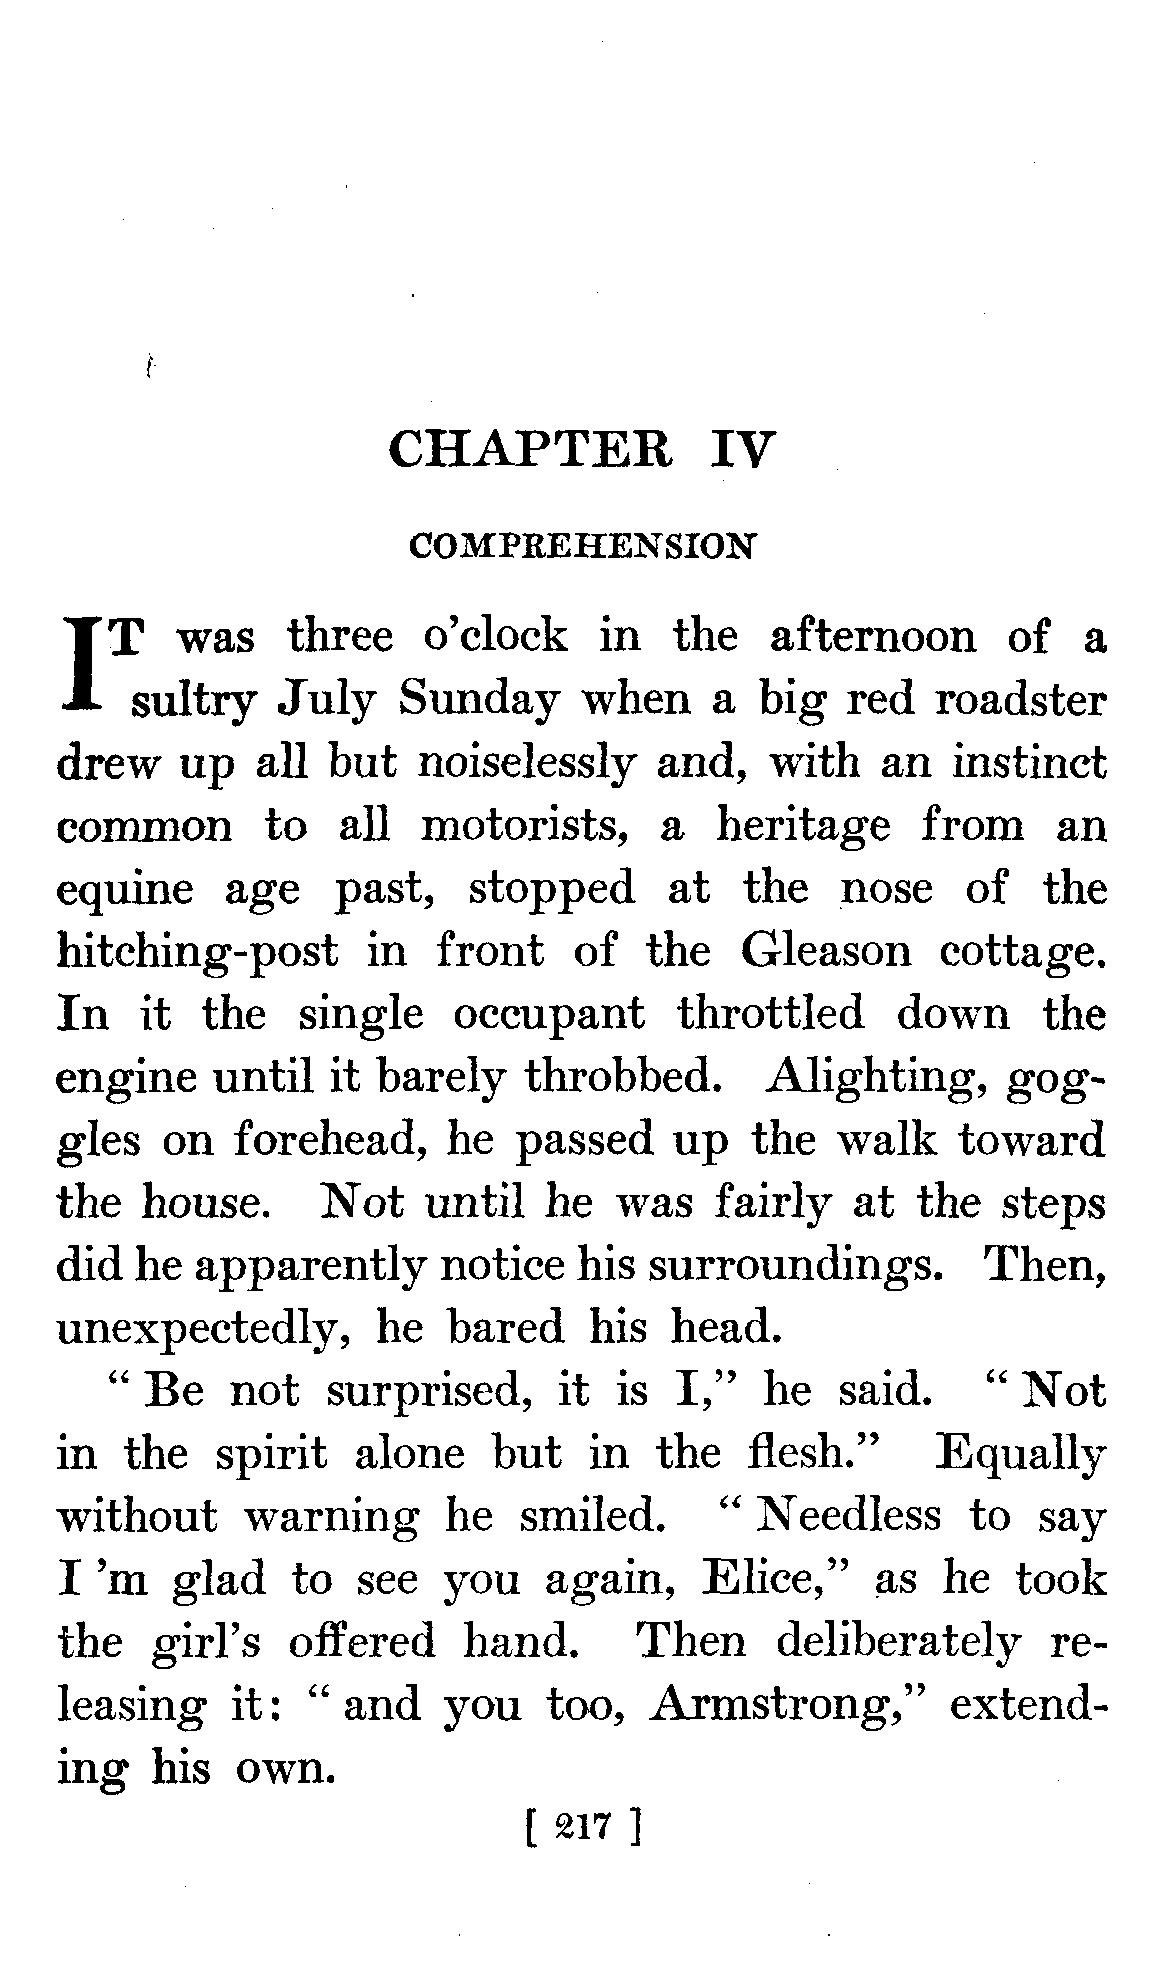 CHAPTER IV
COMPREHENSION
IT was three o'clock in the afternoon of a
sultry July Sunday when a big red roadster
drew up all but noiselessly and, with an instinct
common to all motorists, a heritage from an
equine age past, stopped at the nose of the
hitching-post in front of the Gleason cottage.
In it the single occupant throttled down the
engine until it barely throbbed. Alighting, gog-
gles on forehead, he passed up the walk toward
the house. Not until he was fairly at the steps
did he apparently notice his surroundings. Then,
unexpectedly, he bared his head.
" Be not surprised, it is I," he said. " Not
in the spirit alone but in the flesh." Equally
without warning he smiled. " Needless to say
I 'm glad to see you again, Elice," as he took
the girl's offered hand. Then deliberately re-
leasing it: " and you too, Armstrong," extend-
ing his own.
[ 217 ]